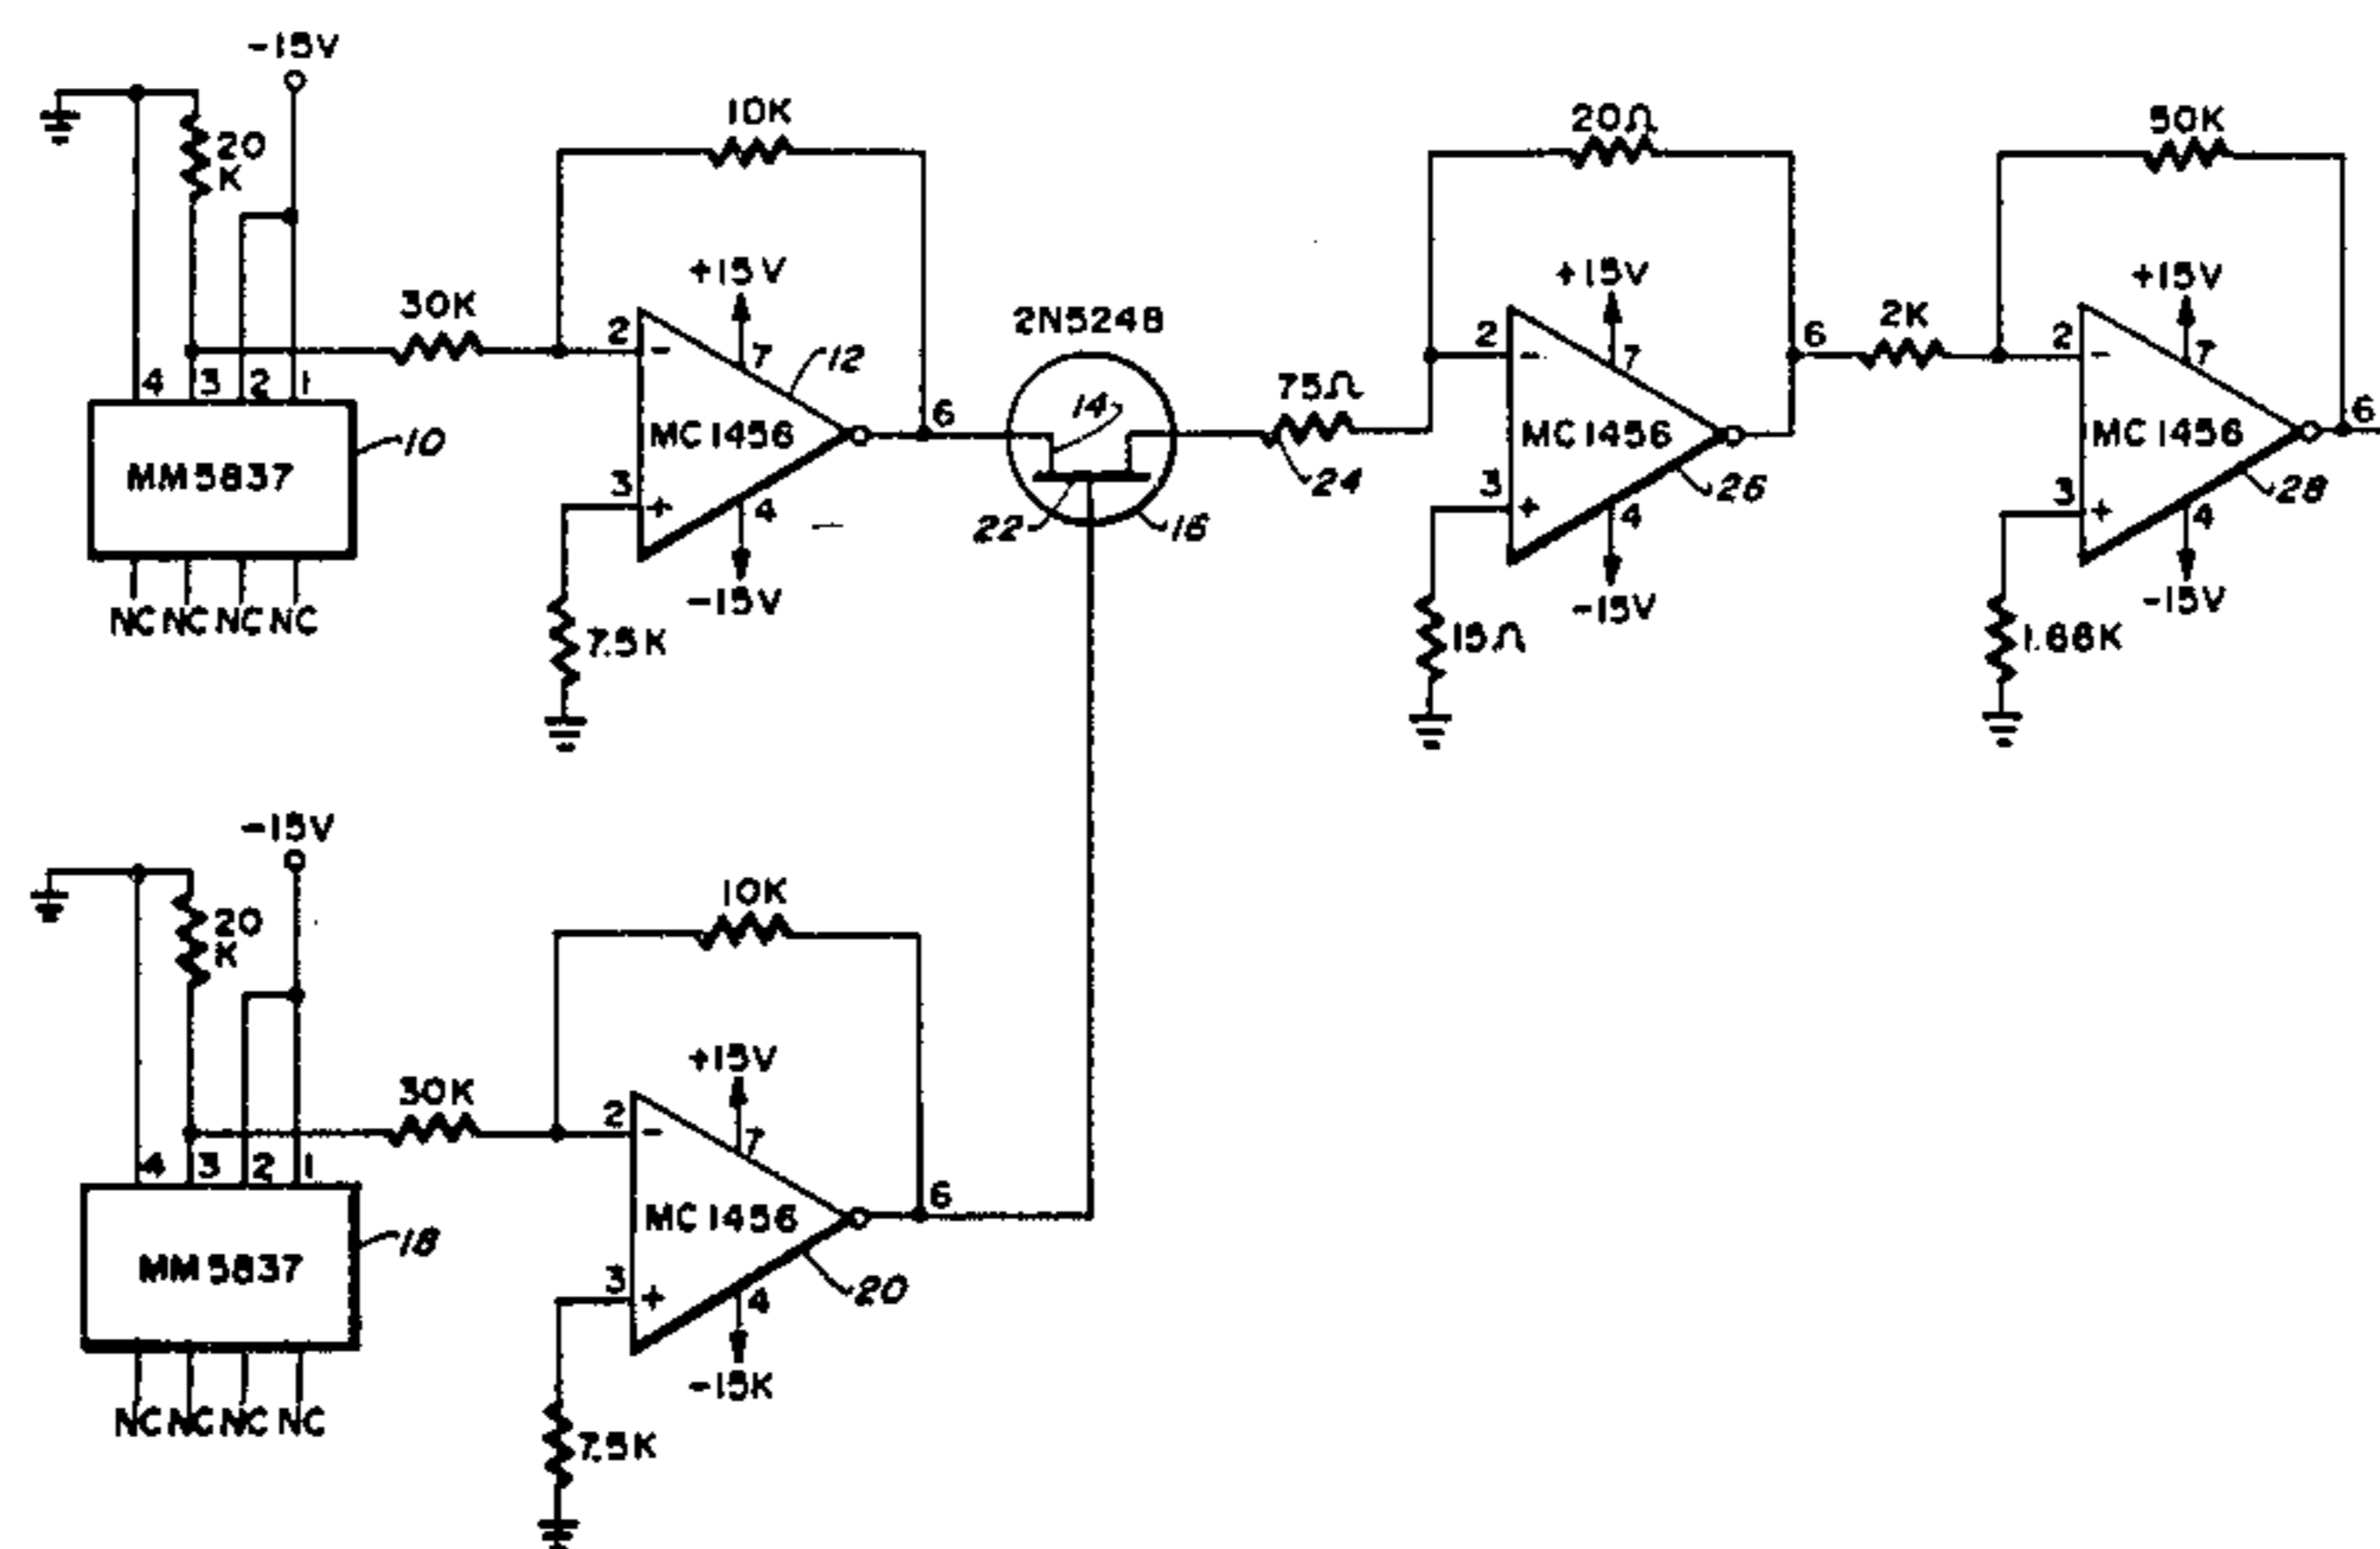 -15V
20
K
4 3 2 1
MM5837
10
NC NC NC NC
30K
10K
+15V
2
-
7
12
MC1456
6
3
+
4
-15V
7.5K
2N5248
14
22
16
75Ω
24
20Ω
+15V
2
-
7
6
MC1456
26
3
+
4
-15V
15Ω
2K
50K
+15V
2
-
7
MC1456
6
28
3
+
4
-15V
1.88K
-15V
20
K
4 3 2 1
MM5837
18
NC NC NC NC
30K
10K
+15V
2
-
7
MC1456
6
20
3
+
4
-15K
7.5K